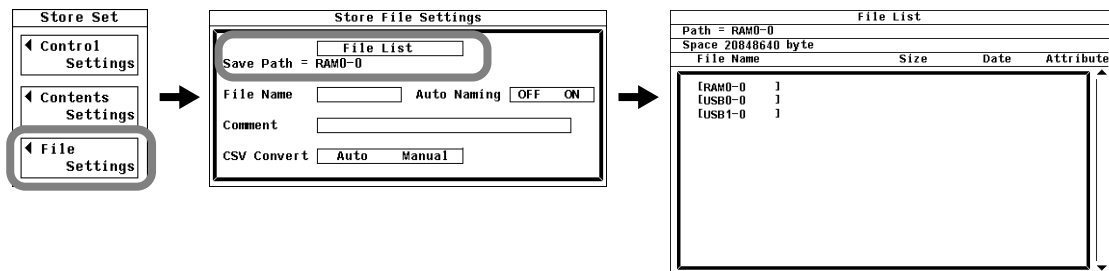 Store Set
Control
Settings
Contents
Settings
File
Settings
Store File Settings
File List
Save Path = RAM0-0
File Name
Auto Naming OFF ON
Comment
CSV Convert Auto Manual
File List
Path = RAM0-0
Space 20848640 byte
File Name Size Date Attribute
[RAM0-0 ]
[USB0-0 ]
[USB1-0 ]